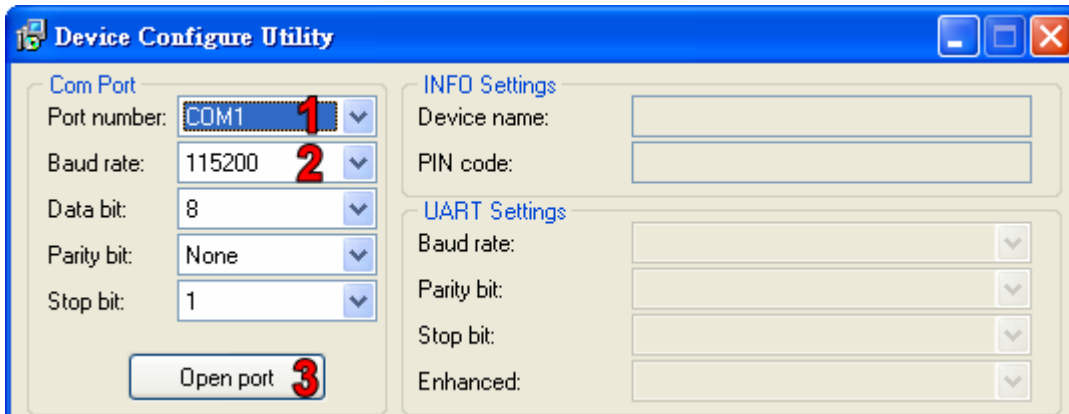 Device Configure Utility
Com Port
Port number: COM1 1
Baud rate: 115200 2
Data bit: 8
Parity bit: None
Stop bit: 1
Open port 3
INFO Settings
Device name:
PIN code:
UART Settings
Baud rate:
Parity bit:
Stop bit:
Enhanced: